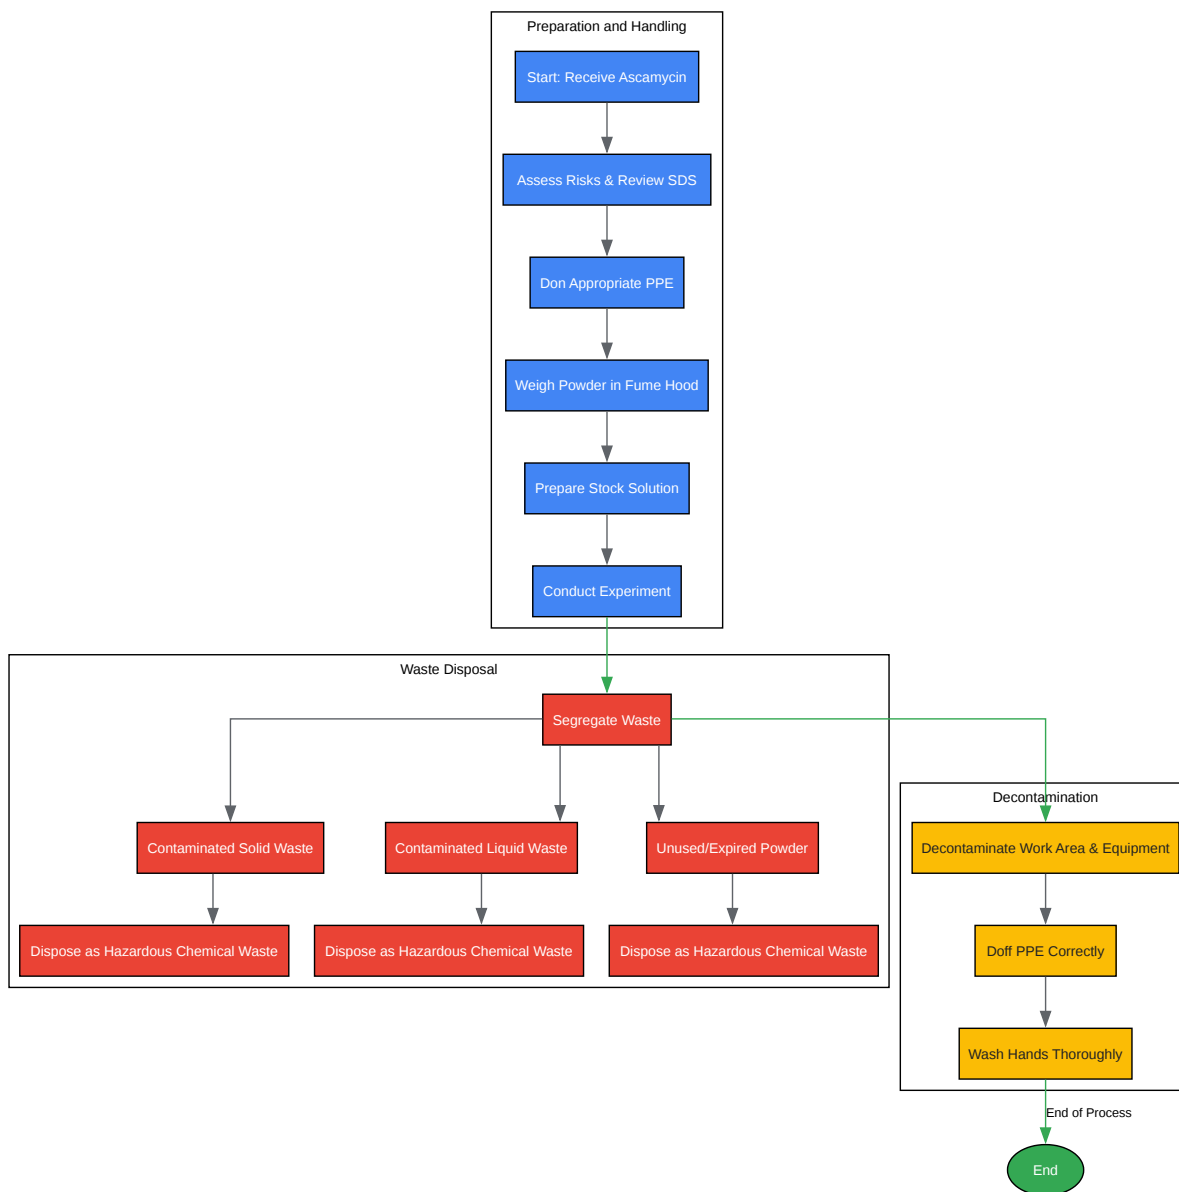 Preparation and Handling
Start: Receive Ascamycin
Assess Risks & Review SDS
Don Appropriate PPE
Weigh Powder in Fume Hood
Prepare Stock Solution
Conduct Experiment
Waste Disposal
Segregate Waste
Contaminated Solid Waste
Contaminated Liquid Waste
Unused/Expired Powder
Dispose as Hazardous Chemical Waste
Dispose as Hazardous Chemical Waste
Dispose as Hazardous Chemical Waste
Decontamination
Decontaminate Work Area & Equipment
Doff PPE Correctly
Wash Hands Thoroughly
End of Process
End